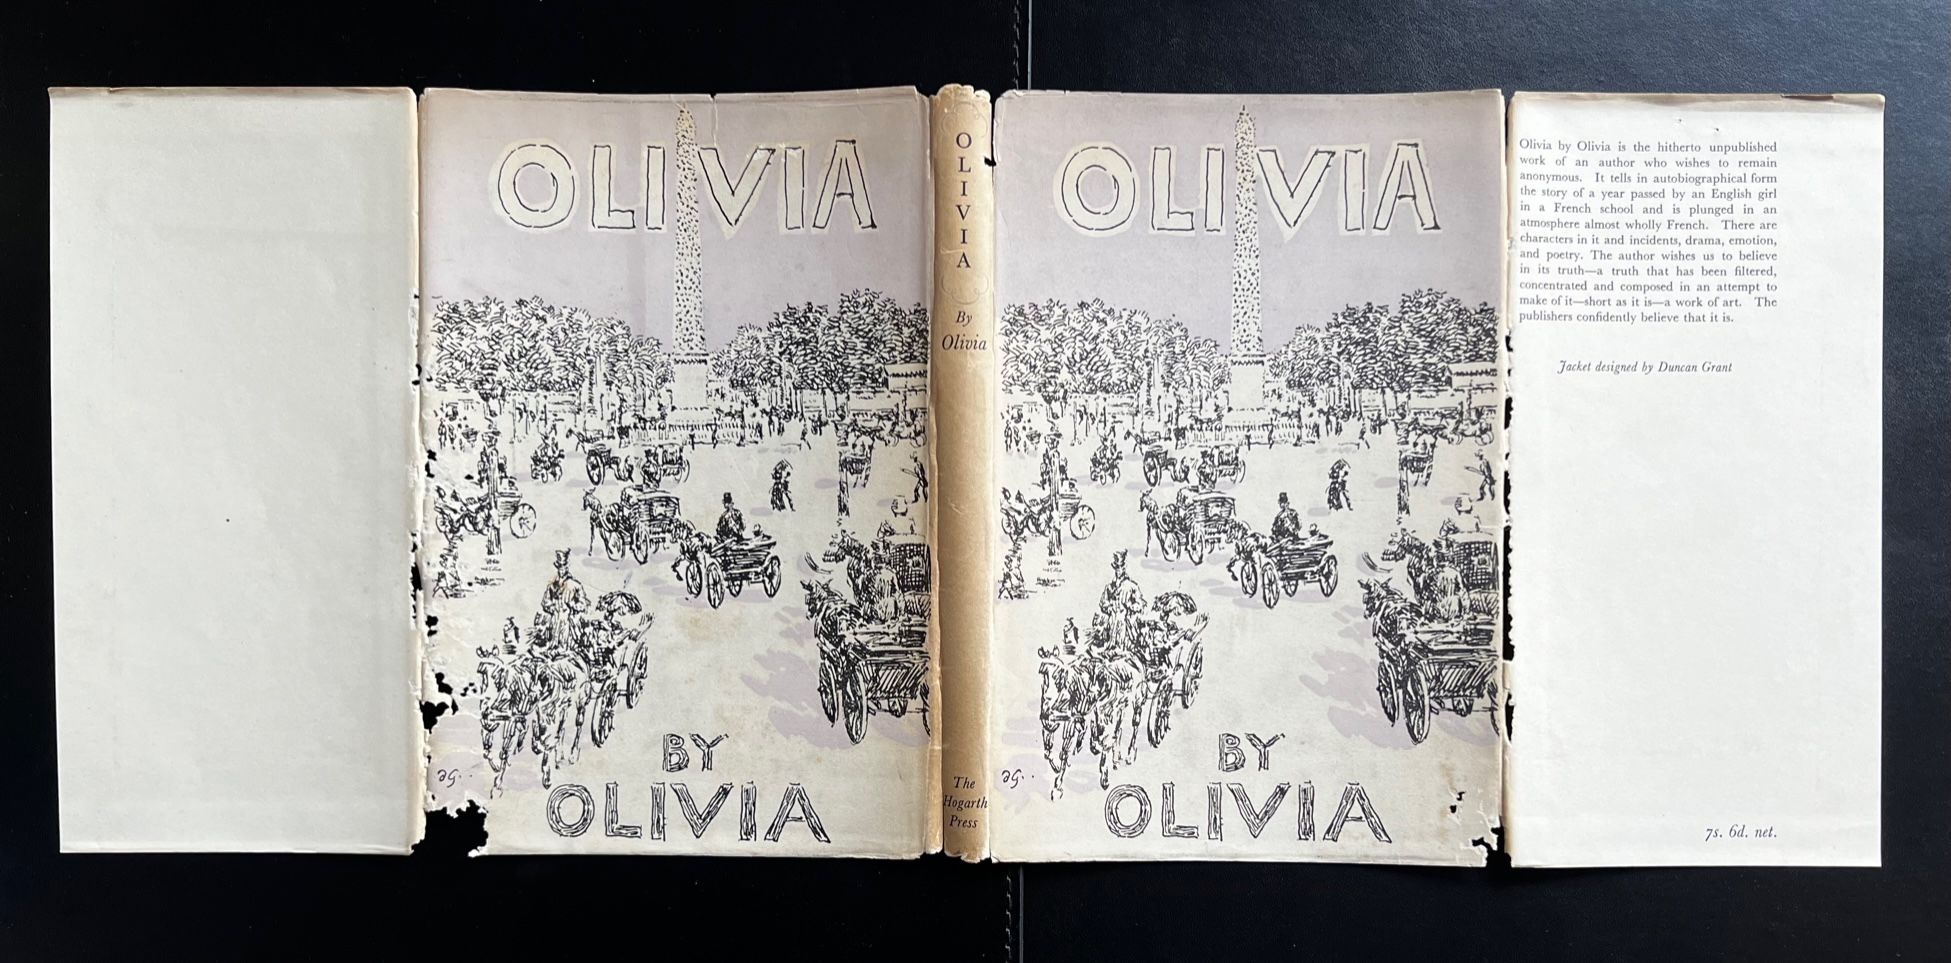 OLIVIA
BY
OLIVIA
OLIVIA
By
Olivia
The
Hogarth
Press
OLIVIA
BY
OLIVIA
Olivia by Olivia is the hitherto unpublished
work of an author who wishes to remain
anonymous. It tells in autobiographical form
the story of a year passed by an English girl
in a French school and is plunged in an
atmosphere almost wholly French. There are
characters in it and incidents, drama, emotion,
and poetry. The author wishes us to believe
in its truth—a truth that has been filtered,
concentrated and composed in an attempt to
make of it—short as it is—a work of art. The
publishers confidently believe that it is.
Jacket designed by Duncan Grant
7s. 6d. net.